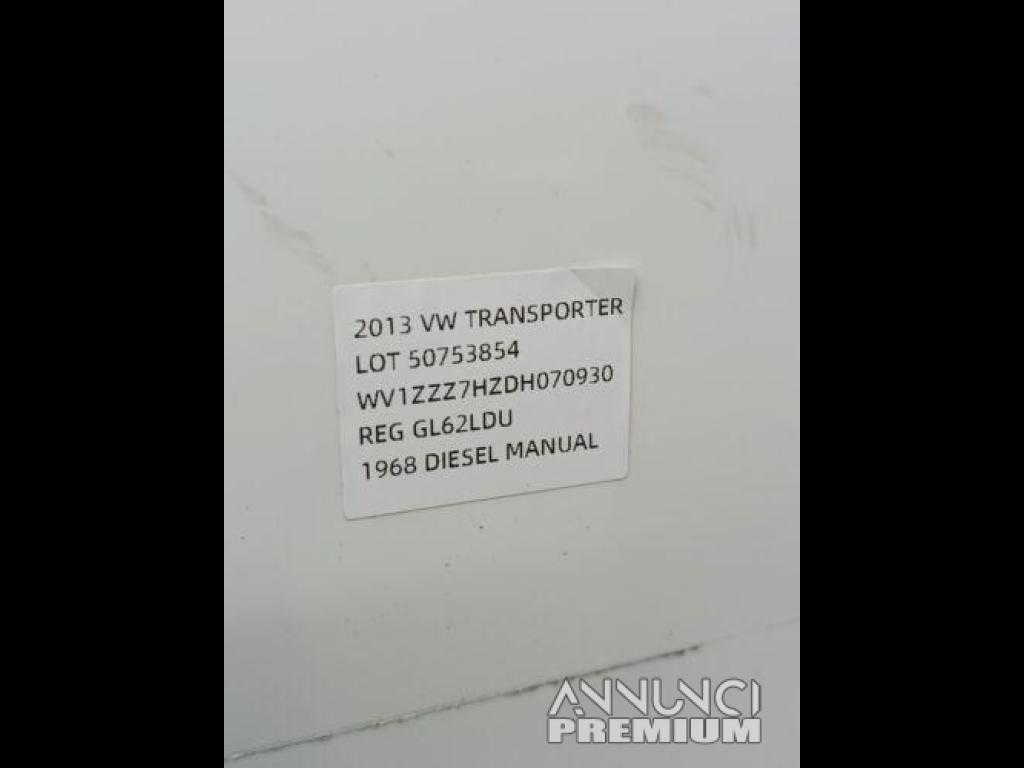 2013 VW TRANSPORTER
LOT 50753854
WV1ZZZ7HZDH070930
REG GL62LDU
1968 DIESEL MANUAL
ANNUNCI
PREMIUM